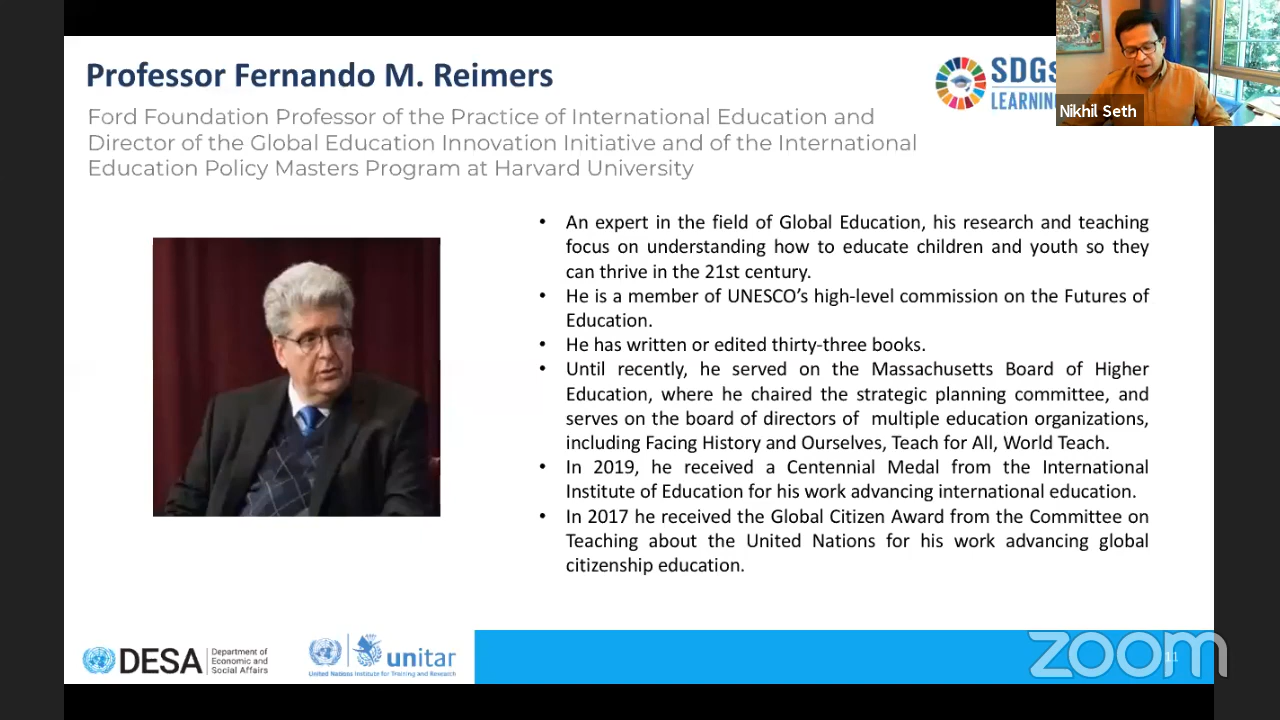 Professor Fernando M. Reimers
Ford Foundation Professor of the Practice of International Education and
Director of the Global Education Innovation Initiative and of the International
Education Policy Masters Program at Harvard University
SDGs
LEARNIN
Nikhil Seth
• An expert in the field of Global Education, his research and teaching
focus on understanding how to educate children and youth so they
can thrive in the 21st century.
• He is a member of UNESCO’s high-level commission on the Futures of
Education.
• He has written or edited thirty-three books.
• Until recently, he served on the Massachusetts Board of Higher
Education, where he chaired the strategic planning committee, and
serves on the board of directors of multiple education organizations,
including Facing History and Ourselves, Teach for All, World Teach.
• In 2019, he received a Centennial Medal from the International
Institute of Education for his work advancing international education.
• In 2017 he received the Global Citizen Award from the Committee on
Teaching about the United Nations for his work advancing global
citizenship education.
DESA
Department of
Economic and
Social Affairs
unitar
United Nations Institute for Training and Research
zoom
11